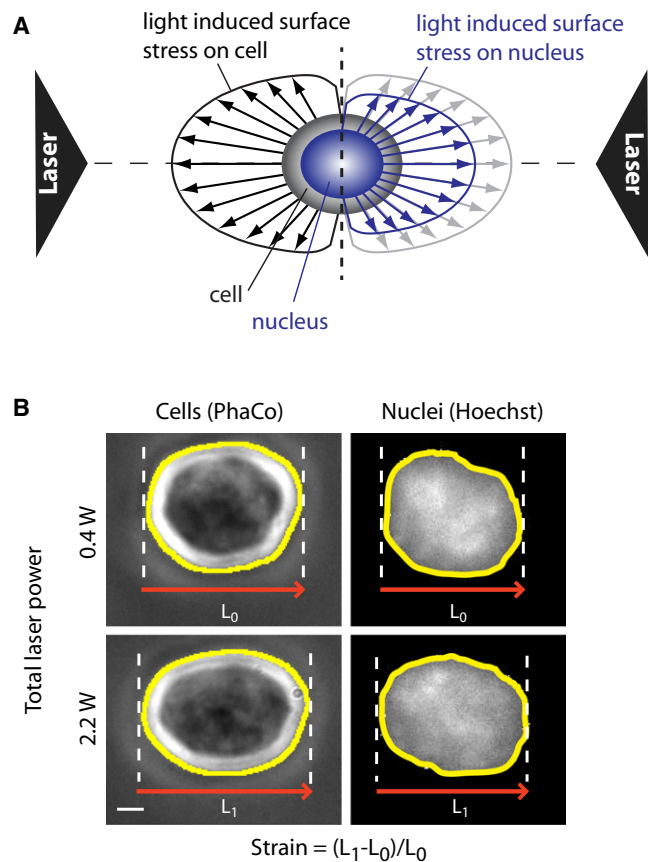 A
light induced surface
stress on cell
light induced surface
stress on nucleus
Laser
Laser
cell
nucleus
B
Cells (PhaCo)
Nuclei (Hoechst)
Total laser power
0.4 W
L₀
L₀
2.2 W
L₁
L₁
Strain = (L₁-L₀)/L₀